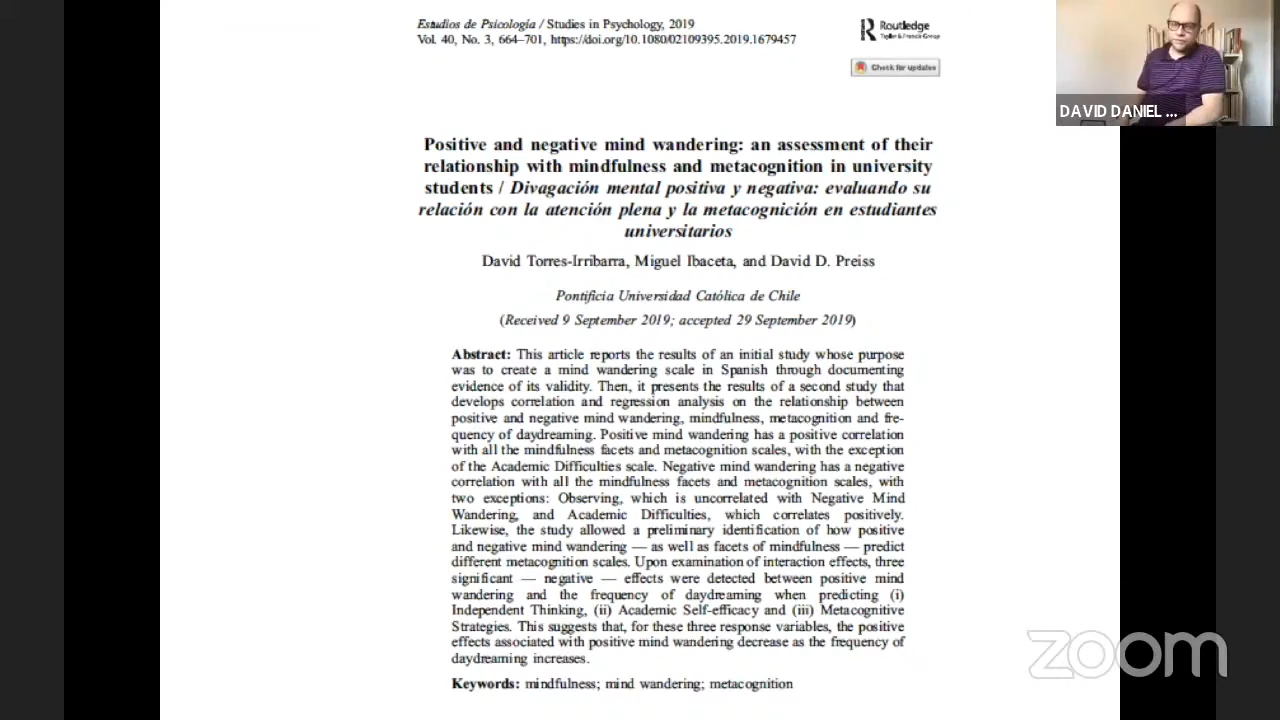 Estudios de Psicología / Studies in Psychology, 2019
Vol. 40, No. 3, 664–701, https://doi.org/10.1080/02109395.2019.1679457
Routledge
Taylor & Francis Group
Check for updates
DAVID DANIEL ...
Positive and negative mind wandering: an assessment of their
relationship with mindfulness and metacognition in university
students / Divagación mental positiva y negativa: evaluando su
relación con la atención plena y la metacognición en estudiantes
universitarios
David Torres-Irribarra, Miguel Ibaceta, and David D. Preiss
Pontificia Universidad Católica de Chile
(Received 9 September 2019; accepted 29 September 2019)
Abstract: This article reports the results of an initial study whose purpose
was to create a mind wandering scale in Spanish through documenting
evidence of its validity. Then, it presents the results of a second study that
develops correlation and regression analysis on the relationship between
positive and negative mind wandering, mindfulness, metacognition and fre-
quency of daydreaming. Positive mind wandering has a positive correlation
with all the mindfulness facets and metacognition scales, with the exception
of the Academic Difficulties scale. Negative mind wandering has a negative
correlation with all the mindfulness facets and metacognition scales, with
two exceptions: Observing, which is uncorrelated with Negative Mind
Wandering, and Academic Difficulties, which correlates positively.
Likewise, the study allowed a preliminary identification of how positive
and negative mind wandering — as well as facets of mindfulness — predict
different metacognition scales. Upon examination of interaction effects, three
significant — negative — effects were detected between positive mind
wandering and the frequency of daydreaming when predicting (i)
Independent Thinking, (ii) Academic Self-efficacy and (iii) Metacognitive
Strategies. This suggests that, for these three response variables, the positive
effects associated with positive mind wandering decrease as the frequency of
daydreaming increases.
Keywords: mindfulness; mind wandering; metacognition
zoom